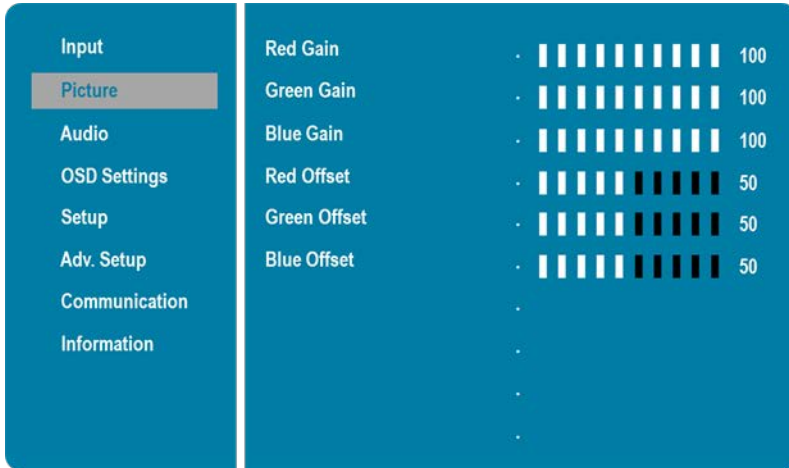 Input
Picture
Audio
OSD Settings
Setup
Adv. Setup
Communication
Information
Red Gain 100
Green Gain 100
Blue Gain 100
Red Offset 50
Green Offset 50
Blue Offset 50